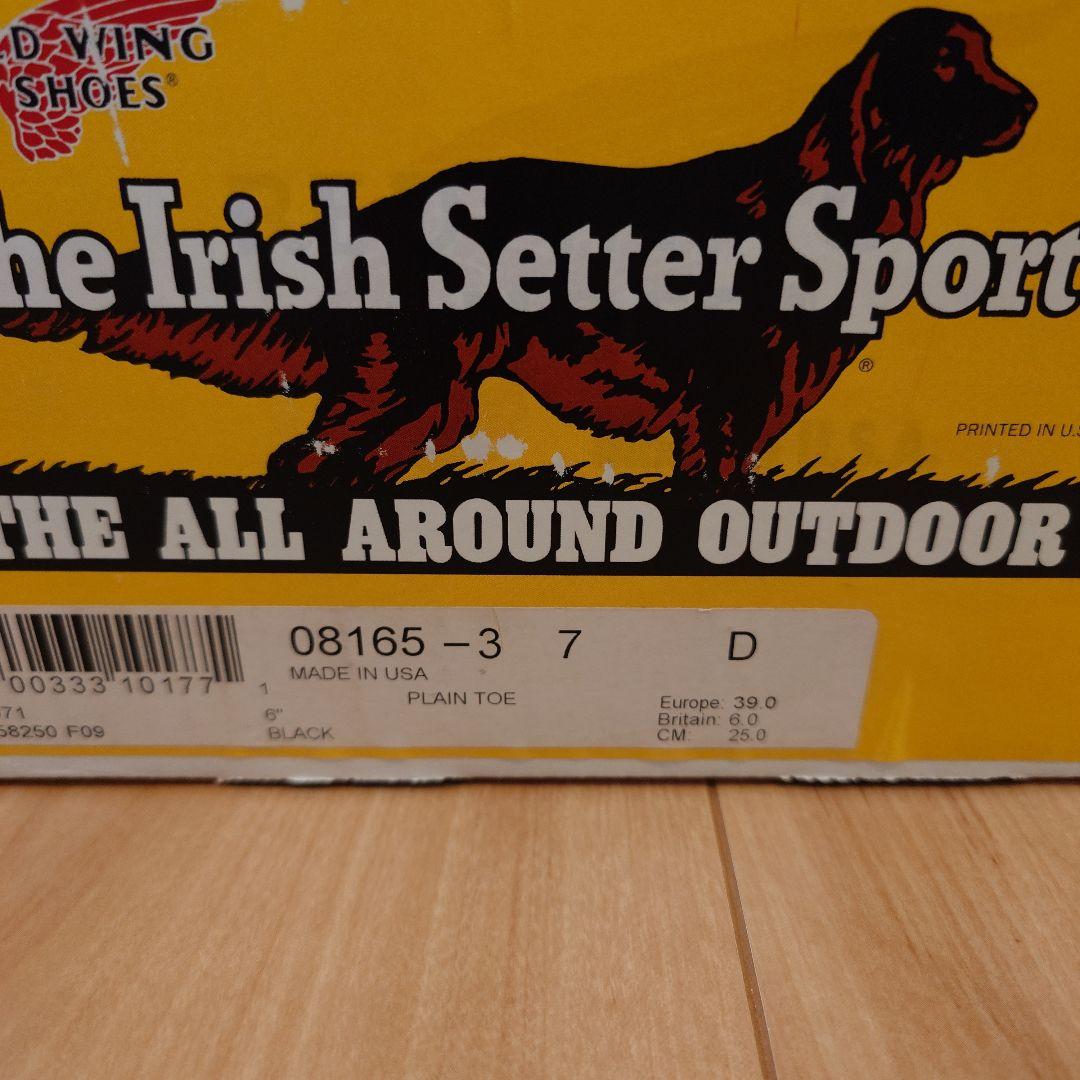 D WING
SHOES®
he Irish Setter Sport
®
PRINTED IN U.S
THE ALL AROUND OUTDOOR
08165 -3 7 D
MADE IN USA
PLAIN TOE
00333 10177 1
6"
BLACK
71
58250 F09
Europe: 39.0
Britain: 6.0
CM: 25.0